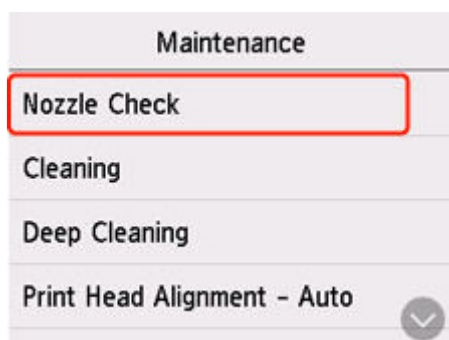 Maintenance
Nozzle Check
Cleaning
Deep Cleaning
Print Head Alignment - Auto